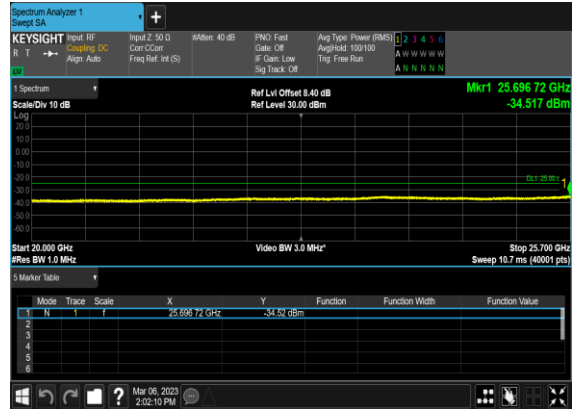 Spectrum Analyzer 1
Swept SA
+
KEYSIGHT Input: RF Input Z: 50 Ω #Atten: 40 dB PNO: Fast Avg Type: Power (RMS) 1 2 3 4 5 6
R T Coupling: DC Corr CCorr Gate: Off Avg|Hold: 100/100 A W W W W W
Align: Auto Freq Ref: Int (S) IF Gain: Low Trig: Free Run
Sig Track: Off A N N N N N
1 Spectrum Ref Lvl Offset 8.40 dB Mkr1 25.696 72 GHz
Scale/Div 10 dB Ref Level 30.00 dBm -34.517 dBm
Log
20.0
10.0
0.00
-10.0
-20.0
DL1 -25.00
1
-30.0
-40.0
-50.0
-60.0
Start 20.000 GHz Video BW 3.0 MHz* Stop 25.700 GHz
#Res BW 1.0 MHz Sweep 10.7 ms (40001 pts)
5 Marker Table
Mode Trace Scale X Y Function Function Width Function Value
1 N 1 f 25.696 72 GHz -34.52 dBm
2
3
4
5
6
? Mar 06, 2023
2:02:10 PM